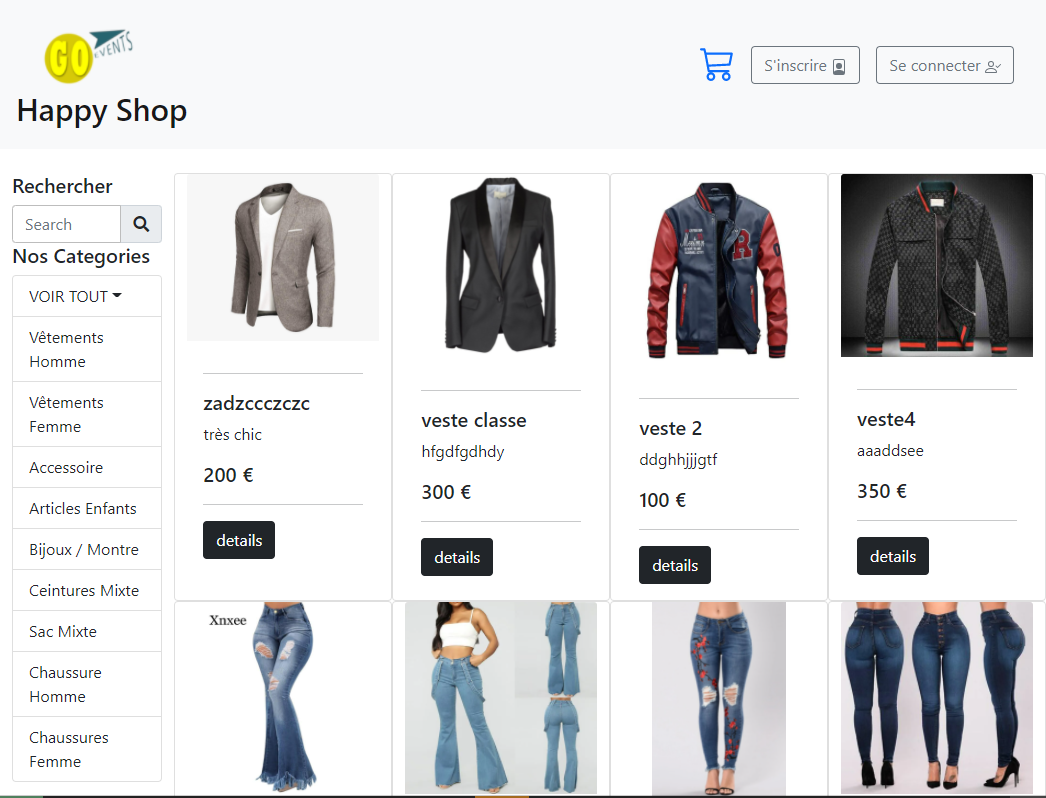 GO
EVENTS
Happy Shop
S'inscrire
Se connecter
Rechercher
Search
Nos Categories
VOIR TOUT
Vêtements
Homme
Vêtements
Femme
Accessoire
Articles Enfants
Bijoux / Montre
Ceintures Mixte
Sac Mixte
Chaussure
Homme
Chaussures
Femme
zadzccczczc
très chic
200 €
details
veste classe
hfgdfgdhdy
300 €
details
R
veste 2
ddghhjjjgtf
100 €
details
veste4
aaaddsee
350 €
details
Xnxee